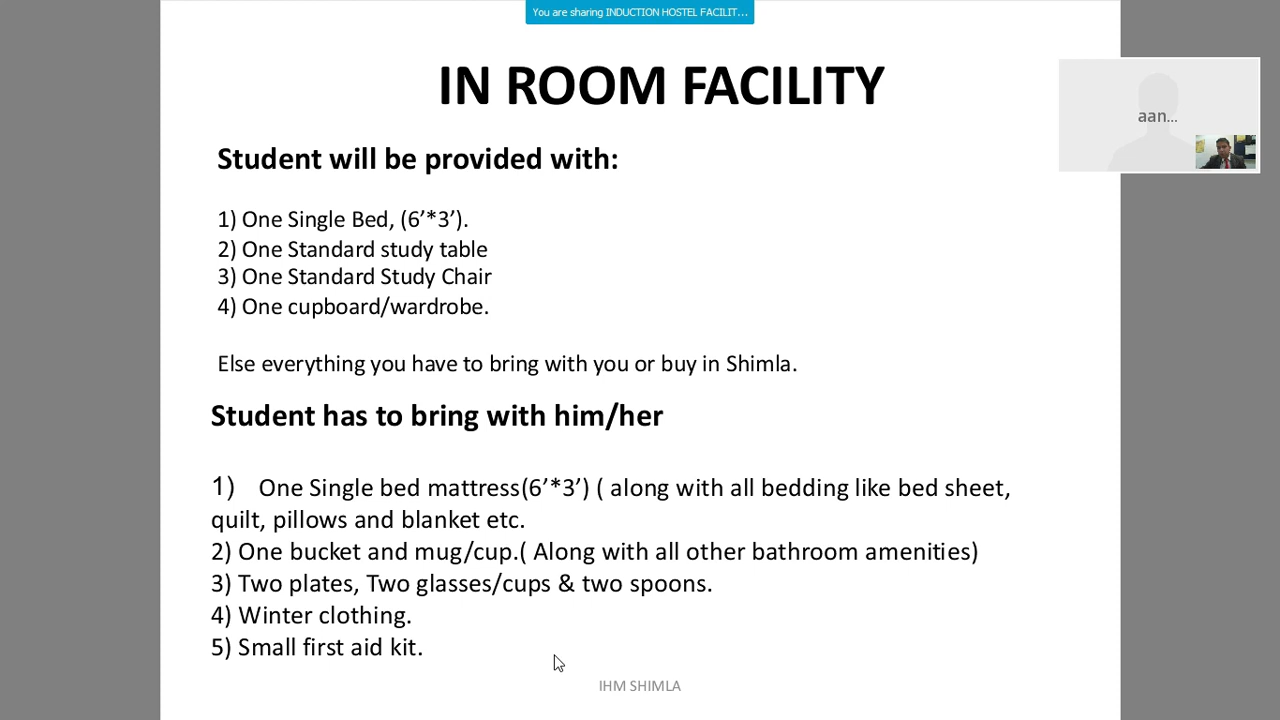 You are sharing INDUCTION HOSTEL FACILIT...
IN ROOM FACILITY
aan...
Student will be provided with:
1) One Single Bed, (6’*3’).
2) One Standard study table
3) One Standard Study Chair
4) One cupboard/wardrobe.
Else everything you have to bring with you or buy in Shimla.
Student has to bring with him/her
1) One Single bed mattress(6’*3’) ( along with all bedding like bed sheet,
quilt, pillows and blanket etc.
2) One bucket and mug/cup.( Along with all other bathroom amenities)
3) Two plates, Two glasses/cups & two spoons.
4) Winter clothing.
5) Small first aid kit.
IHM SHIMLA